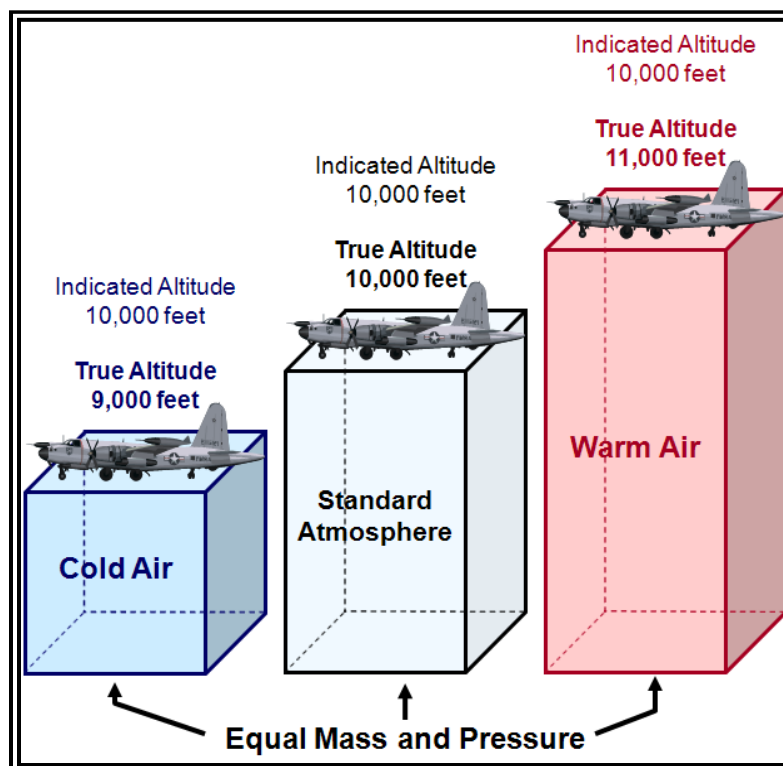 Indicated Altitude
10,000 feet
True Altitude
11,000 feet
Indicated Altitude
10,000 feet
True Altitude
10,000 feet
Indicated Altitude
10,000 feet
True Altitude
9,000 feet
Cold Air
Standard
Atmosphere
Warm Air
Equal Mass and Pressure